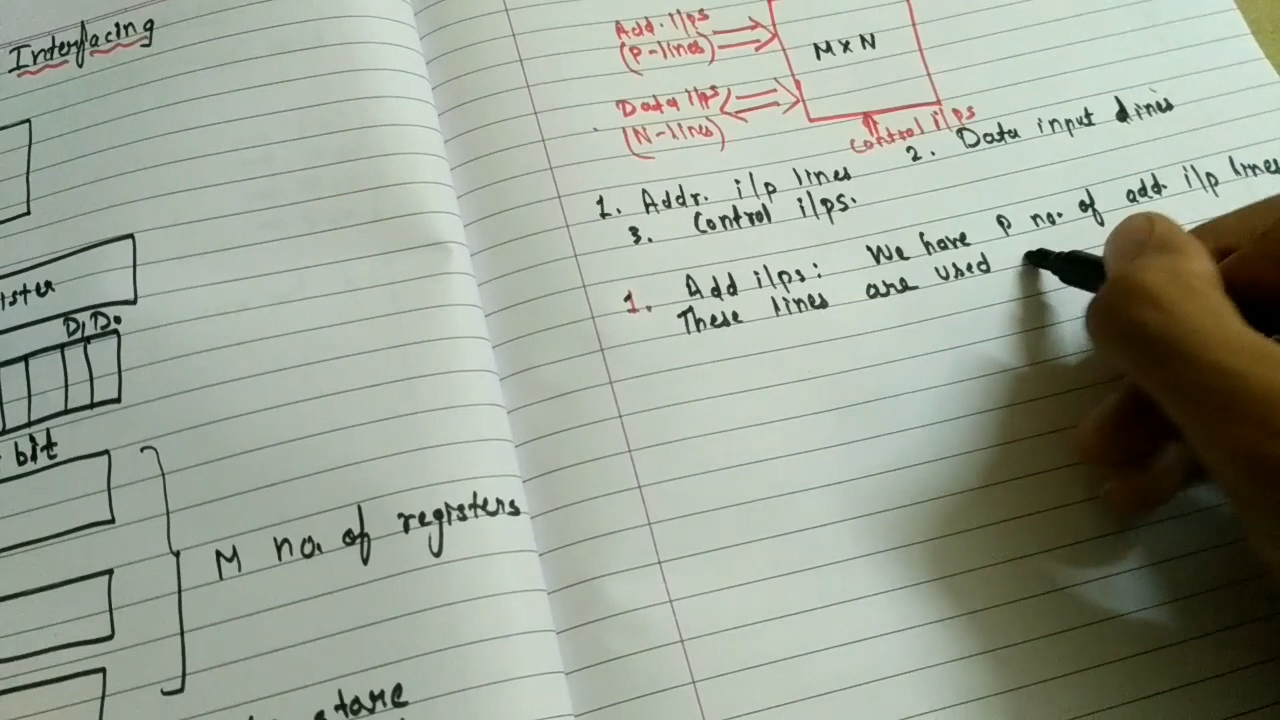 Interfacing
ister
D1 D0
bit
M no. of registers
Add. i/ps
(P-lines)
M x N
Data i/ps
(N-lines)
control i/ps
1. Addr. i/p lines
2. Data input lines
3. Control i/ps.
1. Add i/ps: We have P no. of add i/p lines
These lines are used